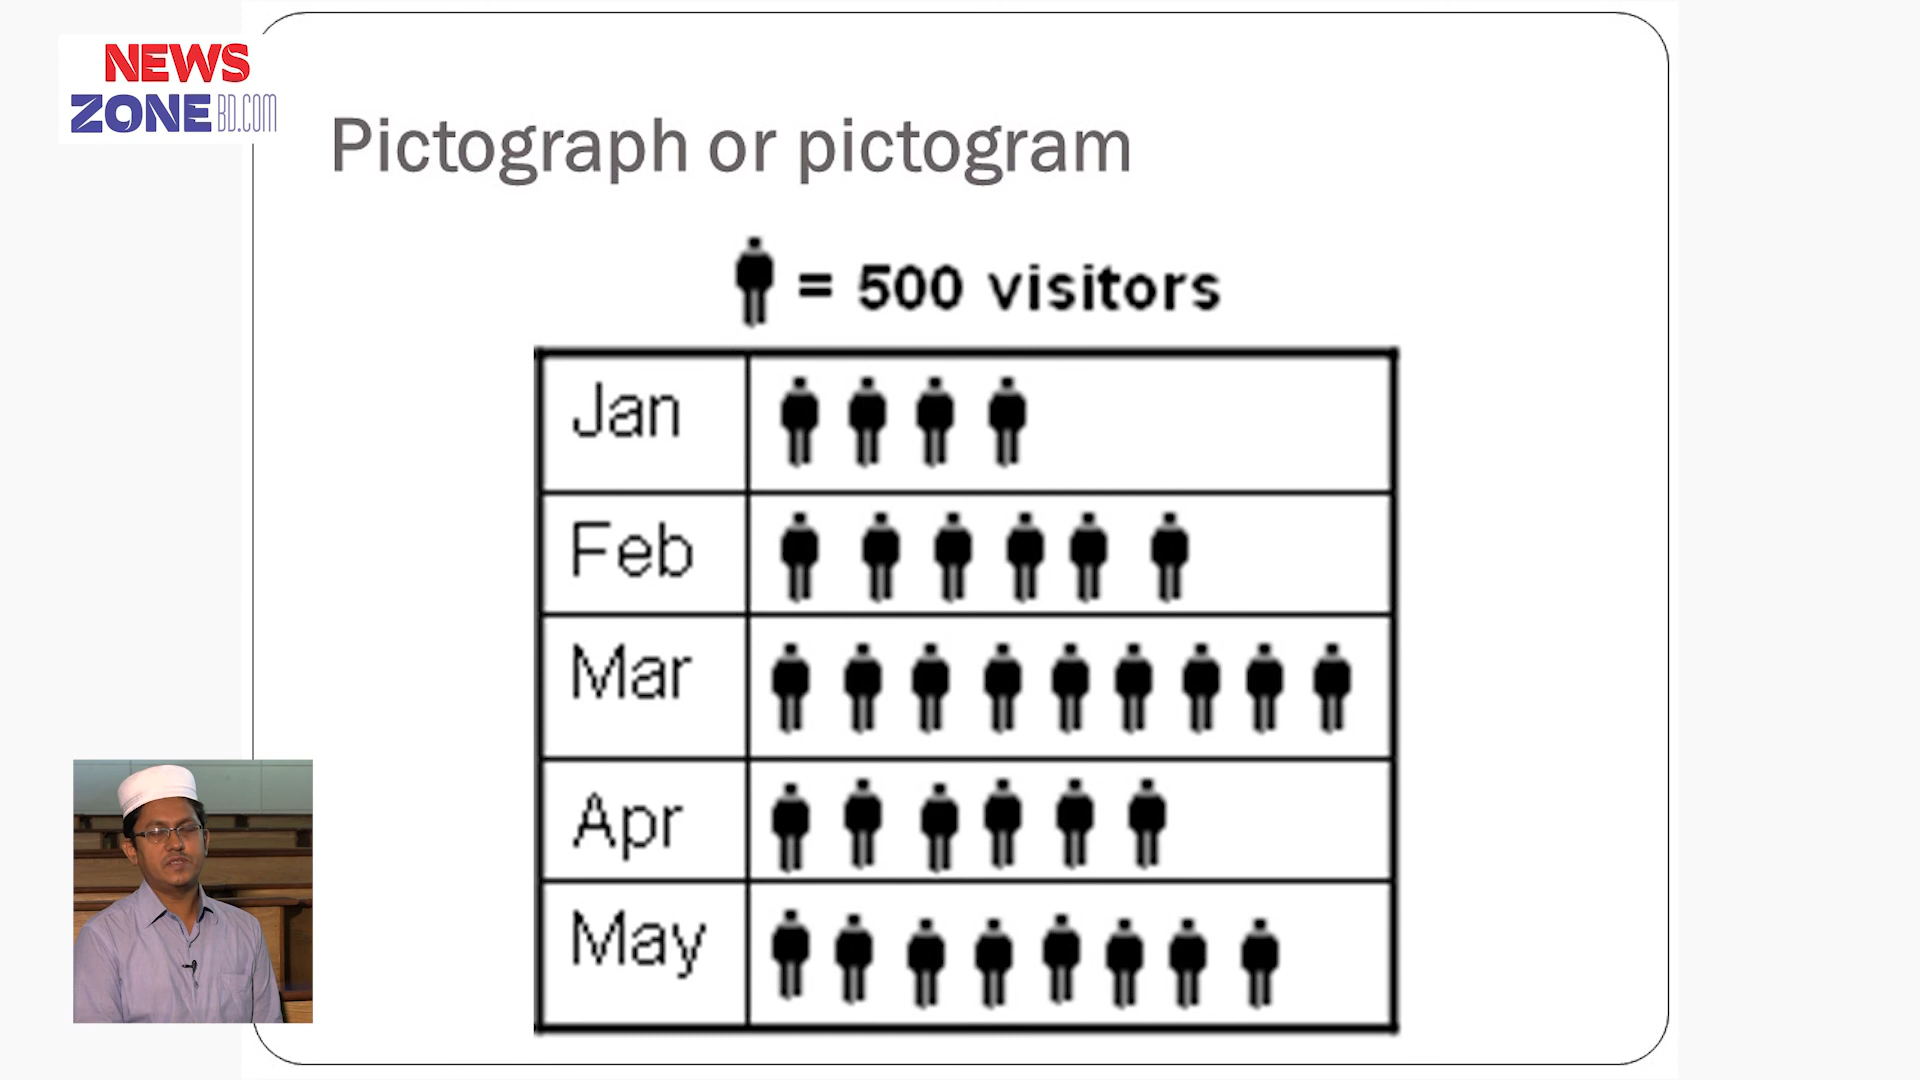 NEWS
ZONE BD.COM
Pictograph or pictogram
= 500 visitors
Jan
Feb
Mar
Apr
May